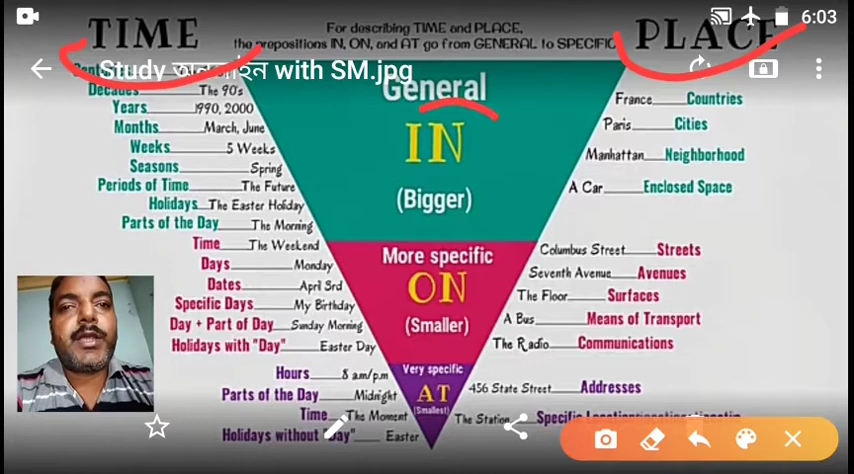 6:03
TIME
For describing TIME and PLACE,
the prepositions IN, ON, and AT go from GENERAL to SPECIFIC
PLACE
Study অনলাইন with SM.jpg
Decades The 90's
Years 1990, 2000
Months March, June
Weeks 5 Weeks
Seasons Spring
Periods of Time The Future
Holidays The Easter Holiday
Parts of the Day The Morning
General
IN
(Bigger)
France Countries
Paris Cities
Manhattan Neighborhood
A Car Enclosed Space
Time The Weekend
Days Monday
Dates April 3rd
Specific Days My Birthday
Day + Part of Day Sunday Morning
Holidays with "Day" Easter Day
More specific
ON
(Smaller)
Columbus Street Streets
Seventh Avenue Avenues
The Floor Surfaces
A Bus Means of Transport
The Radio Communications
Hours 8 am/p.m
Parts of the Day Midnight
Time The Moment
Holidays without "Day" Easter
Very specific
AT
(Smallest)
456 State Street Addresses
The Station Specific